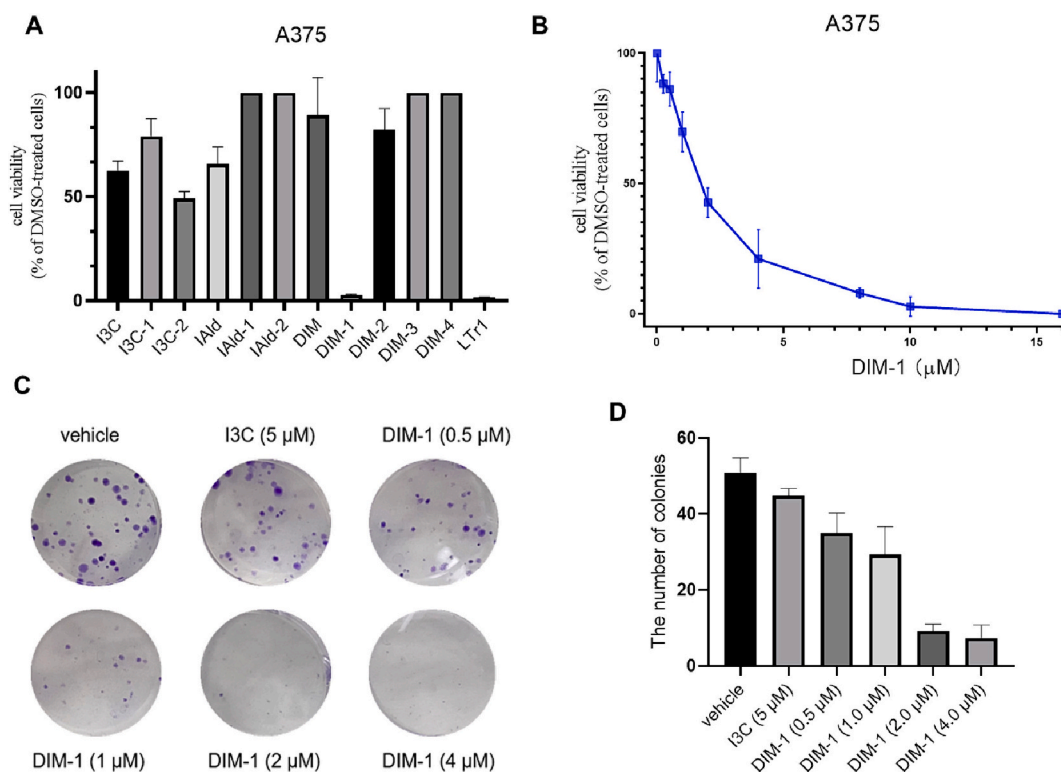 A
A375
cell viability
(% of DMSO-treated cells)
100
50
0
I3C
I3C-1
I3C-2
IAld
IAld-1
IAld-2
DIM
DIM-1
DIM-2
DIM-3
DIM-4
LTr1
B
A375
cell viability
(% of DMSO-treated cells)
100
50
0
0
5
10
15
DIM-1 (μM)
C
vehicle
I3C (5 μM)
DIM-1 (0.5 μM)
DIM-1 (1 μM)
DIM-1 (2 μM)
DIM-1 (4 μM)
D
The number of colonies
60
40
20
0
vehicle
I3C (5 μM)
DIM-1 (0.5 μM)
DIM-1 (1.0 μM)
DIM-1 (2.0 μM)
DIM-1 (4.0 μM)